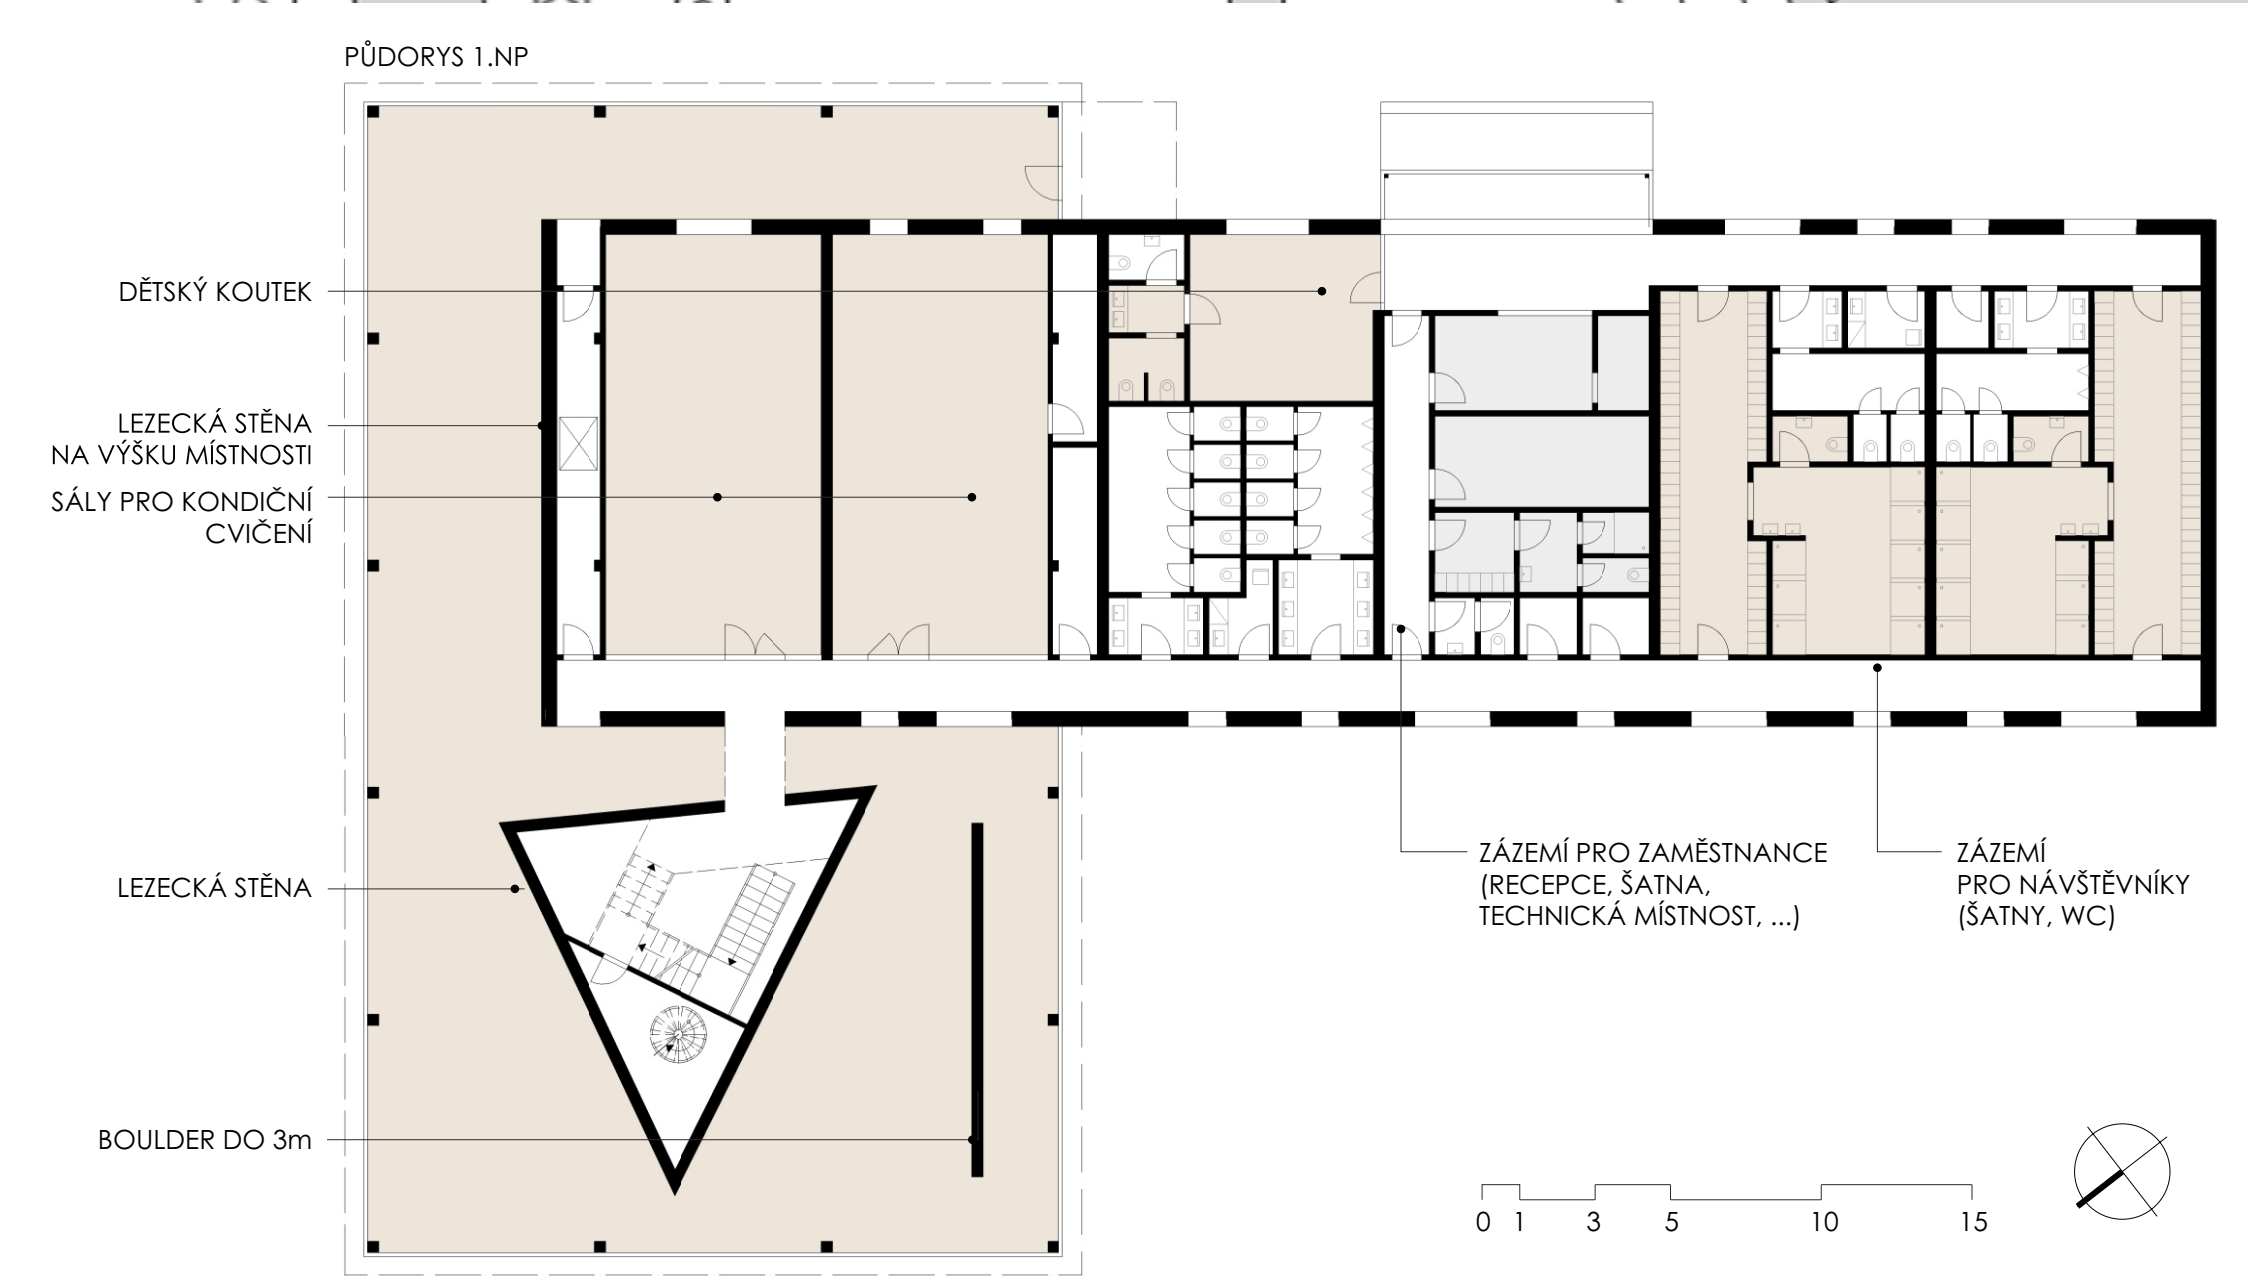 PŮDORYS 1.NP
DĚTSKÝ KOUTEK
LEZECKÁ STĚNA
NA VÝŠKU MÍSTNOSTI
SÁLY PRO KONDIČNÍ
CVIČENÍ
LEZECKÁ STĚNA
BOULDER DO 3m
ZÁZEMÍ PRO ZAMĚSTNANCE
(RECEPCE, ŠATNA,
TECHNICKÁ MÍSTNOST, ...)
ZÁZEMÍ
PRO NÁVŠTĚVNÍKY
(ŠATNY, WC)
0 1 3 5 10 15